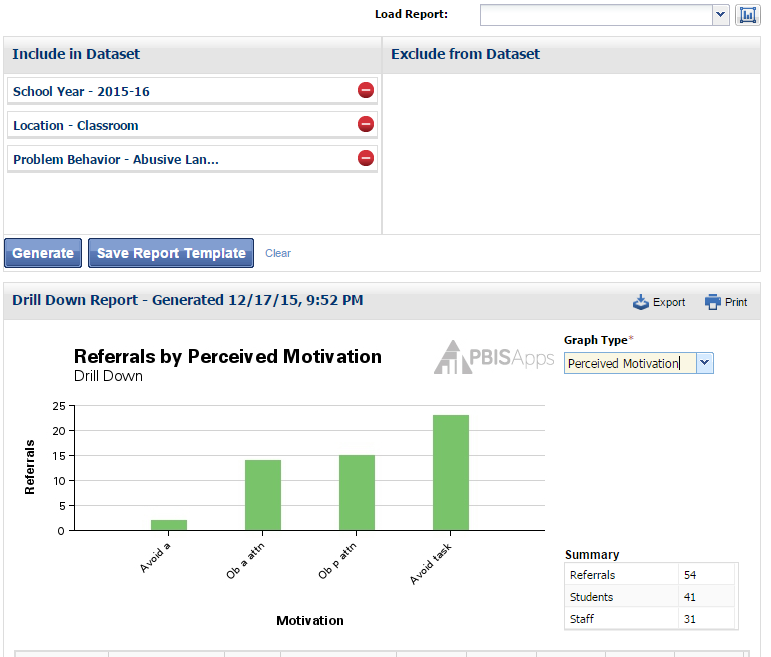 Load Report:
Include in Dataset
Exclude from Dataset
School Year - 2015-16
Location - Classroom
Problem Behavior - Abusive Lan...
Generate
Save Report Template
Clear
Drill Down Report - Generated 12/17/15, 9:52 PM
Export
Print
Referrals by Perceived Motivation
Drill Down
PBISApps
Graph Type*
Perceived Motivation
25
20
15
10
5
0
Referrals
Avoid a
Ob a attn
Ob p attn
Avoid task
Motivation
Summary
Referrals 54
Students 41
Staff 31